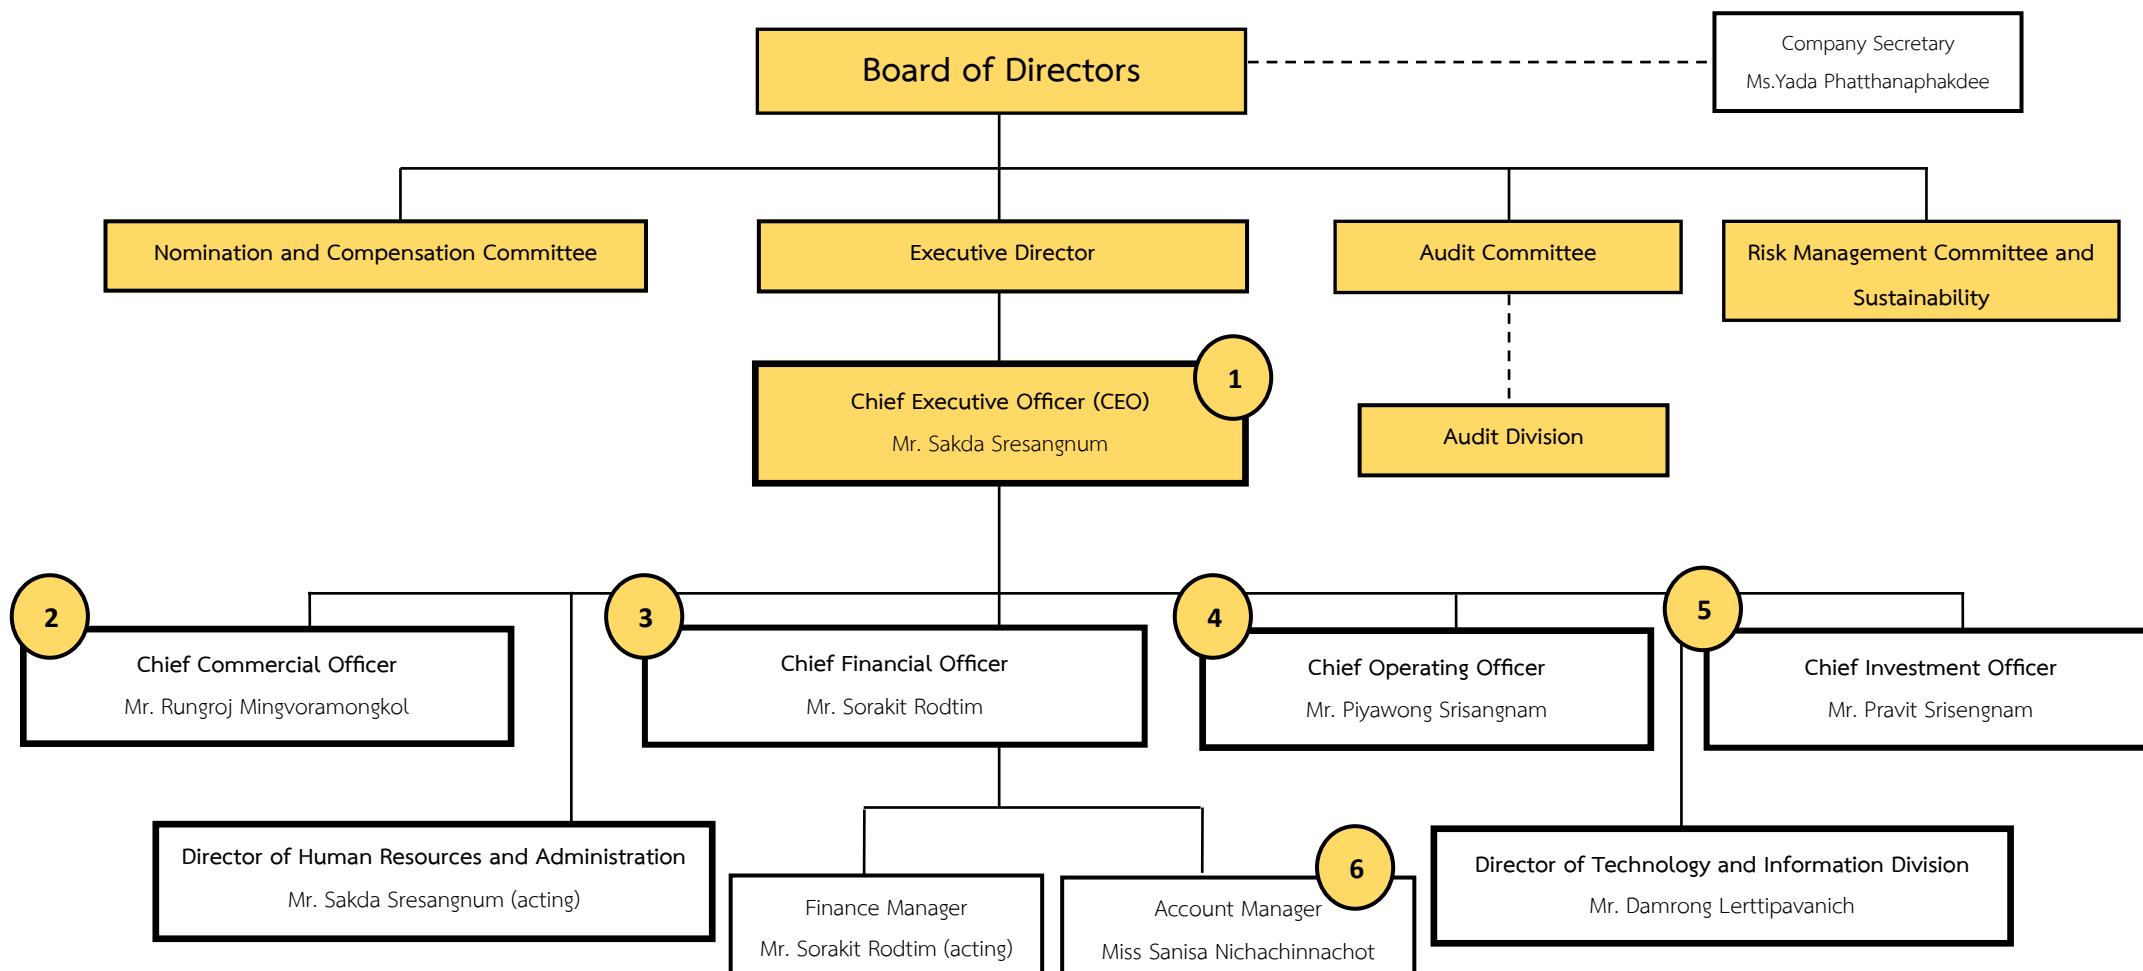 Board of Directors
Company Secretary
Ms.Yada Phatthanaphakdee
Nomination and Compensation Committee
Executive Director
Audit Committee
Risk Management Committee and
Sustainability
1
Chief Executive Officer (CEO)
Mr. Sakda Sresangnum
Audit Division
2
Chief Commercial Officer
Mr. Rungroj Mingvoramongkol
3
Chief Financial Officer
Mr. Sorakit Rodtim
4
Chief Operating Officer
Mr. Piyawong Srisangnam
5
Chief Investment Officer
Mr. Pravit Srisengnam
Director of Human Resources and Administration
Mr. Sakda Sresangnum (acting)
Finance Manager
Mr. Sorakit Rodtim (acting)
6
Account Manager
Miss Sanisa Nichachinnachot
Director of Technology and Information Division
Mr. Damrong Lerttipavanich